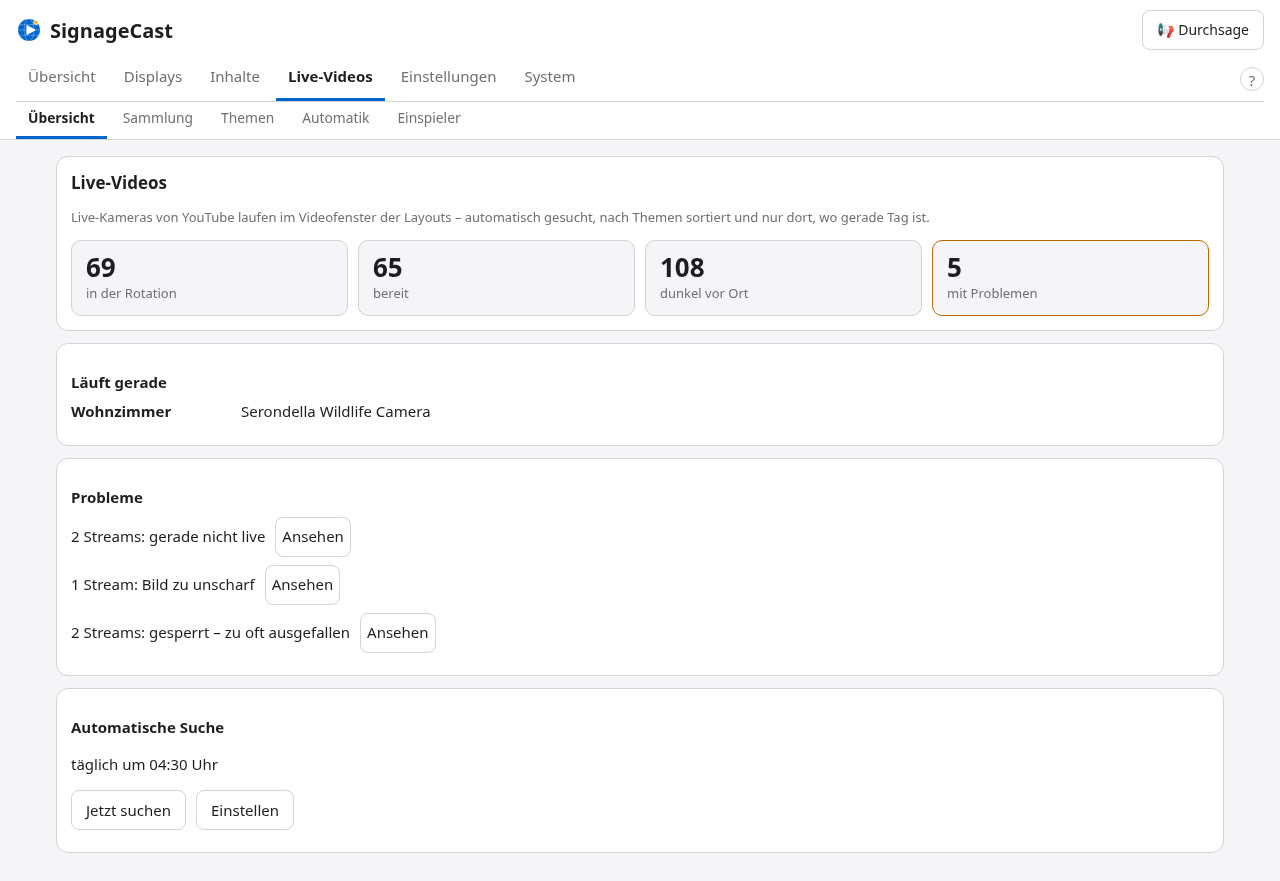 SignageCast
Durchsage
Übersicht Displays Inhalte Live-Videos Einstellungen System ?
Übersicht Sammlung Themen Automatik Einspieler
Live-Videos
Live-Kameras von YouTube laufen im Videofenster der Layouts – automatisch gesucht, nach Themen sortiert und nur dort, wo gerade Tag ist.
69 65 108 5
in der Rotation bereit dunkel vor Ort mit Problemen
Läuft gerade
Wohnzimmer Serondella Wildlife Camera
Probleme
2 Streams: gerade nicht live Ansehen
1 Stream: Bild zu unscharf Ansehen
2 Streams: gesperrt – zu oft ausgefallen Ansehen
Automatische Suche
täglich um 04:30 Uhr
Jetzt suchen Einstellen